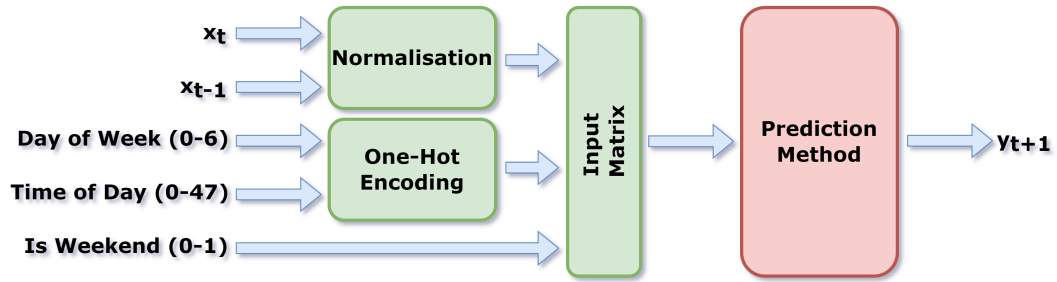 xt
xt-1
Day of Week (0-6)
Time of Day (0-47)
Is Weekend (0-1)
Normalisation
One-Hot
Encoding
Input
Matrix
Prediction
Method
yt+1